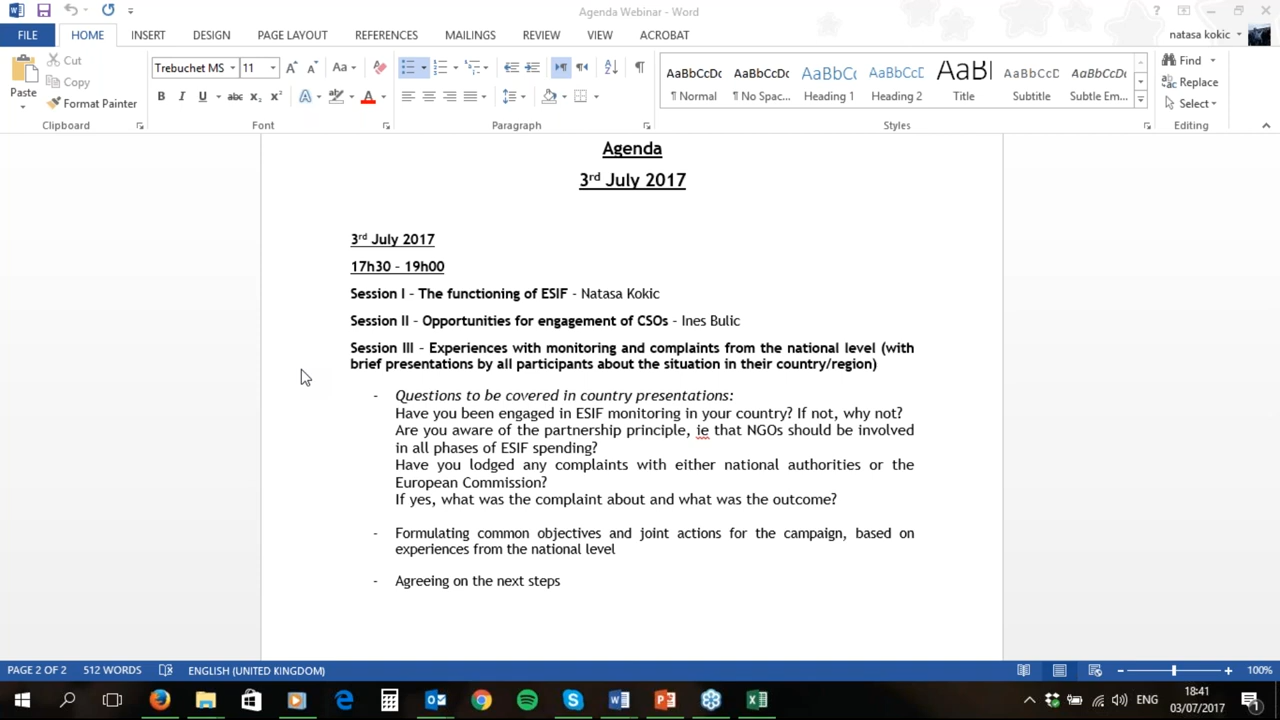 Agenda Webinar - Word
?
FILE HOME INSERT DESIGN PAGE LAYOUT REFERENCES MAILINGS REVIEW VIEW ACROBAT natasa kokic
Paste
Cut
Copy
Format Painter
Clipboard
Trebuchet MS 11
Font
Paragraph
AaBbCcDc AaBbCcDc AaBbCc AaBbCcD AaBl AaBbCcD AaBbCcDc
¶ Normal ¶ No Spac... Heading 1 Heading 2 Title Subtitle Subtle Em...
Styles
Find
Replace
Select
Editing
Agenda
3rd July 2017
3rd July 2017
17h30 – 19h00
Session I – The functioning of ESIF - Natasa Kokic
Session II – Opportunities for engagement of CSOs – Ines Bulic
Session III – Experiences with monitoring and complaints from the national level (with
brief presentations by all participants about the situation in their country/region)
- Questions to be covered in country presentations:
Have you been engaged in ESIF monitoring in your country? If not, why not?
Are you aware of the partnership principle, ie that NGOs should be involved
in all phases of ESIF spending?
Have you lodged any complaints with either national authorities or the
European Commission?
If yes, what was the complaint about and what was the outcome?
- Formulating common objectives and joint actions for the campaign, based on
experiences from the national level
- Agreeing on the next steps
PAGE 2 OF 2 512 WORDS ENGLISH (UNITED KINGDOM) 100%
ENG
18:41
03/07/2017